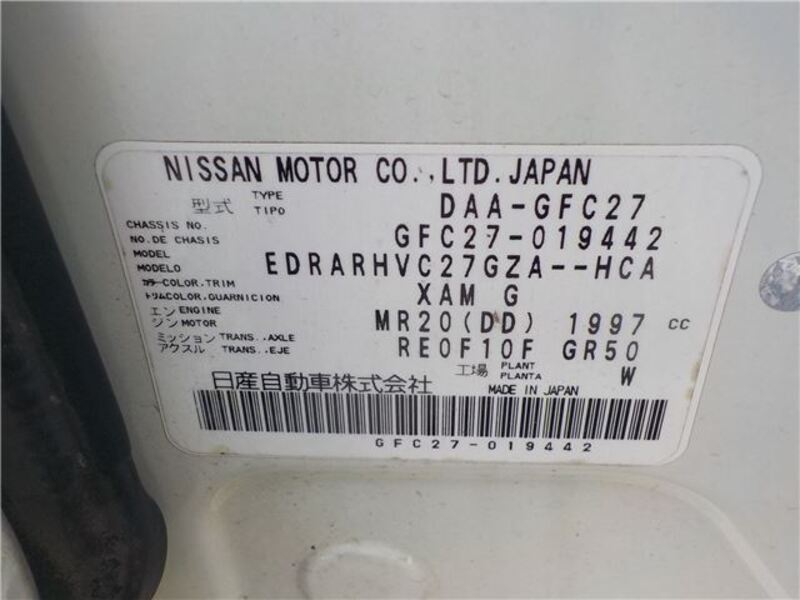 NISSAN MOTOR CO.,LTD.JAPAN
型式 TYPE TIPO DAA-GFC27
CHASSIS NO.
NO.DE CHASIS GFC27-019442
MODEL
MODELO EDRARHVC27GZA--HCA
カラー COLOR,TRIM
トリム COLOR,GUARNICION XAM G
エン ENGINE
ジン MOTOR MR20(DD) 1997 CC
ミッション TRANS.,AXLE
アクスル TRANS.,EJE RE0F10F GR50
工場 PLANT PLANTA W
日産自動車株式会社 MADE IN JAPAN
GFC27-019442